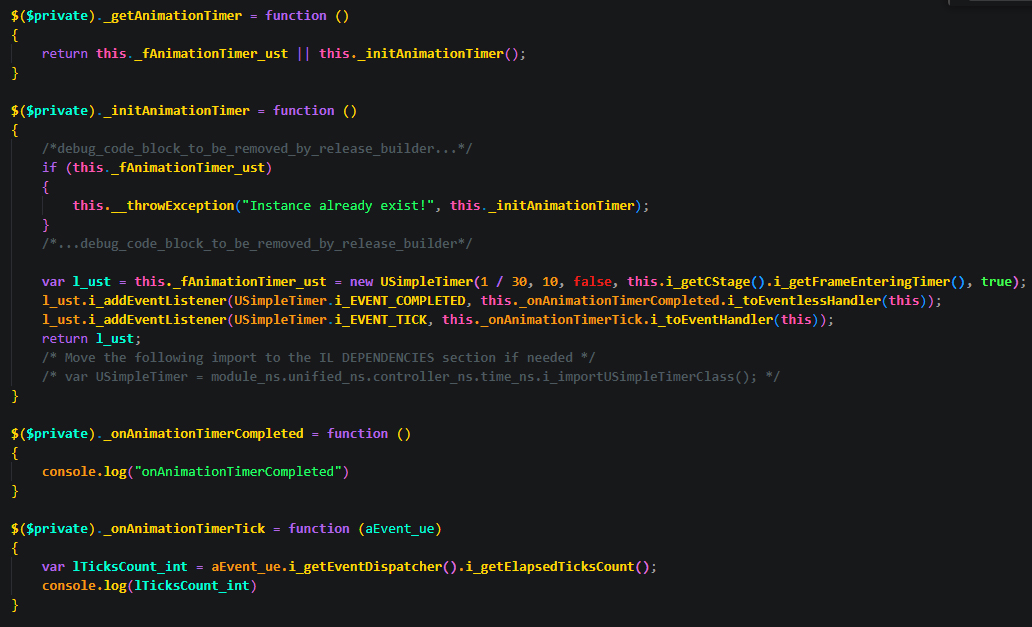 $($private)._getAnimationTimer = function ()
{
return this._fAnimationTimer_ust || this._initAnimationTimer();
}
$($private)._initAnimationTimer = function ()
{
/*debug_code_block_to_be_removed_by_release_builder...*/
if (this._fAnimationTimer_ust)
{
this.__throwException("Instance already exist!", this._initAnimationTimer);
}
/*...debug_code_block_to_be_removed_by_release_builder*/
var l_ust = this._fAnimationTimer_ust = new USimpleTimer(1 / 30, 10, false, this.i_getCStage().i_getFrameEnteringTimer(), true);
l_ust.i_addEventListener(USimpleTimer.i_EVENT_COMPLETED, this._onAnimationTimerCompleted.i_toEventlessHandler(this));
l_ust.i_addEventListener(USimpleTimer.i_EVENT_TICK, this._onAnimationTimerTick.i_toEventHandler(this));
return l_ust;
/* Move the following import to the IL DEPENDENCIES section if needed */
/* var USimpleTimer = module_ns.unified_ns.controller_ns.time_ns.i_importUSimpleTimerClass(); */
}
$($private)._onAnimationTimerCompleted = function ()
{
console.log("onAnimationTimerCompleted")
}
$($private)._onAnimationTimerTick = function (aEvent_ue)
{
var lTicksCount_int = aEvent_ue.i_getEventDispatcher().i_getElapsedTicksCount();
console.log(lTicksCount_int)
}